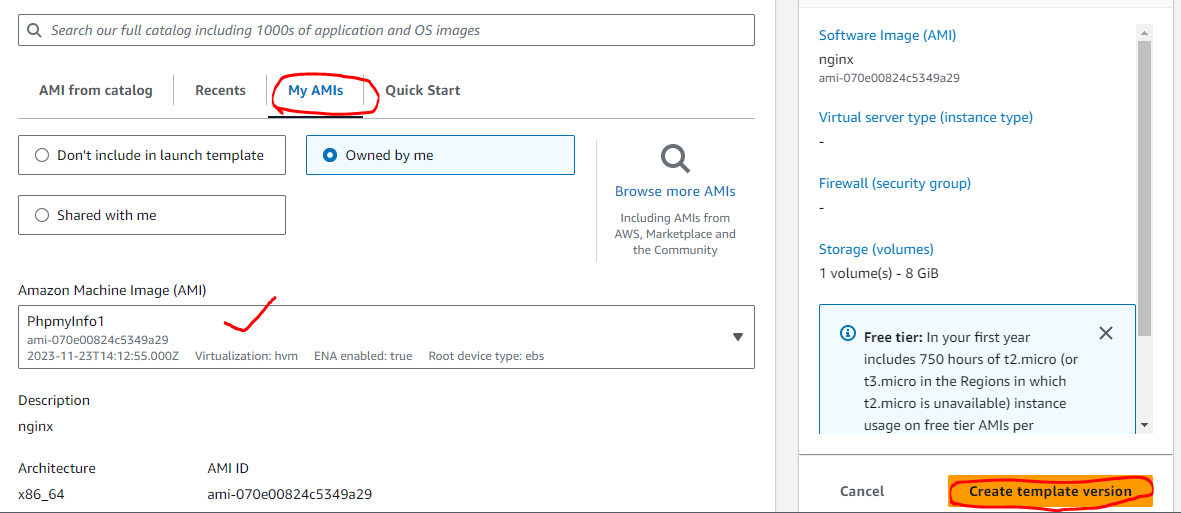 Search our full catalog including 1000s of application and OS images
AMI from catalog
Recents
My AMIs
Quick Start
Don't include in launch template
Owned by me
Shared with me
Browse more AMIs
Including AMIs from
AWS, Marketplace and
the Community
Amazon Machine Image (AMI)
PhpmyInfo1
ami-070e00824c5349a29
2023-11-23T14:12:55.000Z Virtualization: hvm ENA enabled: true Root device type: ebs
Description
nginx
Architecture
AMI ID
x86_64
ami-070e00824c5349a29
Software Image (AMI)
nginx
ami-070e00824c5349a29
Virtual server type (instance type)
-
Firewall (security group)
-
Storage (volumes)
1 volume(s) - 8 GiB
Free tier: In your first year
includes 750 hours of t2.micro (or
t3.micro in the Regions in which
t2.micro is unavailable) instance
usage on free tier AMIs per
Cancel
Create template version